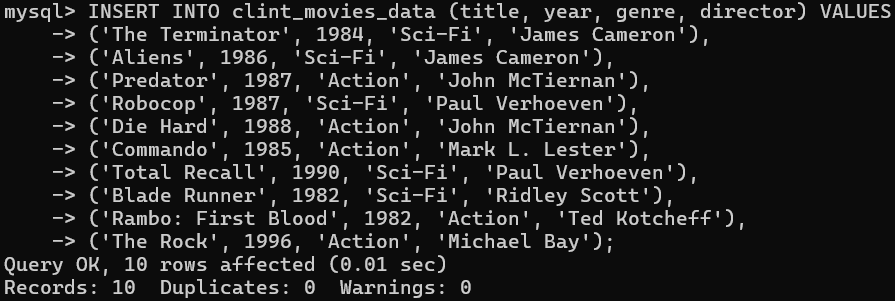 mysql> INSERT INTO clint_movies_data (title, year, genre, director) VALUES
    -> ('The Terminator', 1984, 'Sci-Fi', 'James Cameron'),
    -> ('Aliens', 1986, 'Sci-Fi', 'James Cameron'),
    -> ('Predator', 1987, 'Action', 'John McTiernan'),
    -> ('Robocop', 1987, 'Sci-Fi', 'Paul Verhoeven'),
    -> ('Die Hard', 1988, 'Action', 'John McTiernan'),
    -> ('Commando', 1985, 'Action', 'Mark L. Lester'),
    -> ('Total Recall', 1990, 'Sci-Fi', 'Paul Verhoeven'),
    -> ('Blade Runner', 1982, 'Sci-Fi', 'Ridley Scott'),
    -> ('Rambo: First Blood', 1982, 'Action', 'Ted Kotcheff'),
    -> ('The Rock', 1996, 'Action', 'Michael Bay');
Query OK, 10 rows affected (0.01 sec)
Records: 10  Duplicates: 0  Warnings: 0